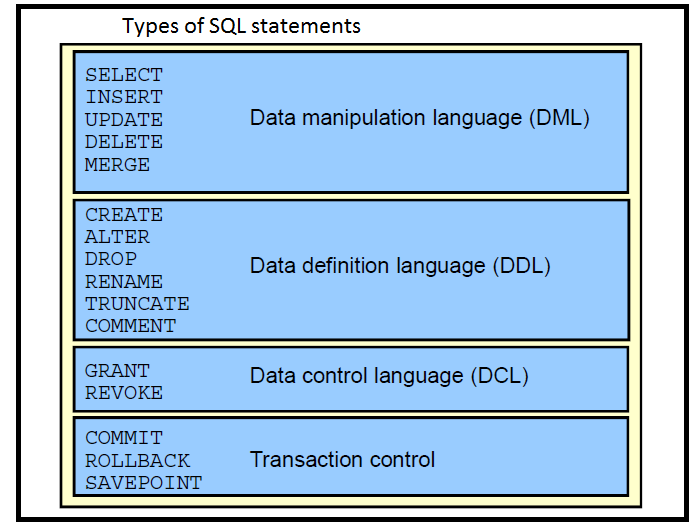 Types of SQL statements
SELECT
INSERT
UPDATE
DELETE
MERGE
Data manipulation language (DML)
CREATE
ALTER
DROP
RENAME
TRUNCATE
COMMENT
Data definition language (DDL)
GRANT
REVOKE
Data control language (DCL)
COMMIT
ROLLBACK
SAVEPOINT
Transaction control